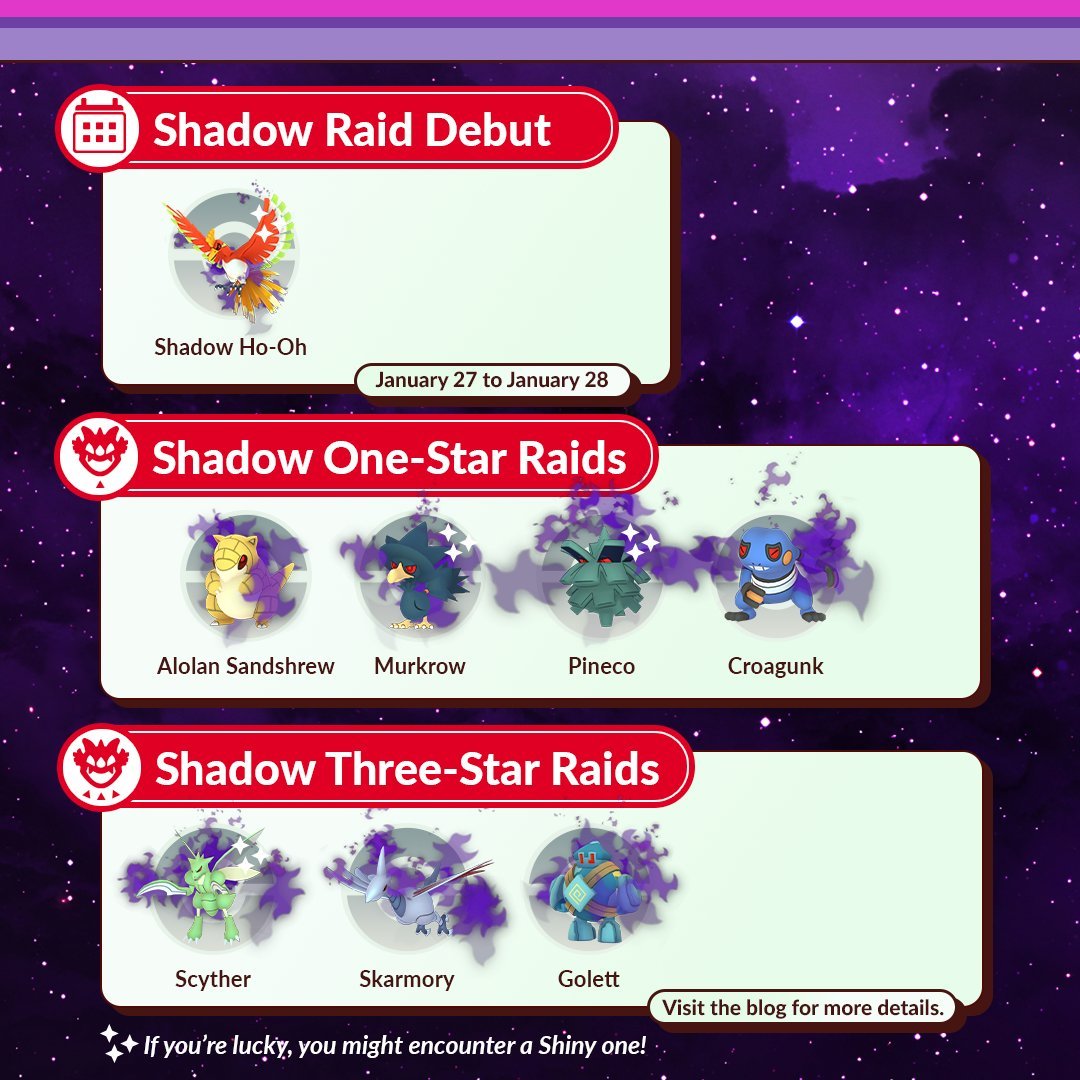 Shadow Raid Debut
Shadow Ho-Oh
January 27 to January 28
Shadow One-Star Raids
Alolan Sandshrew
Murkrow
Pineco
Croagunk
Shadow Three-Star Raids
Scyther
Skarmory
Golett
Visit the blog for more details.
If you’re lucky, you might encounter a Shiny one!